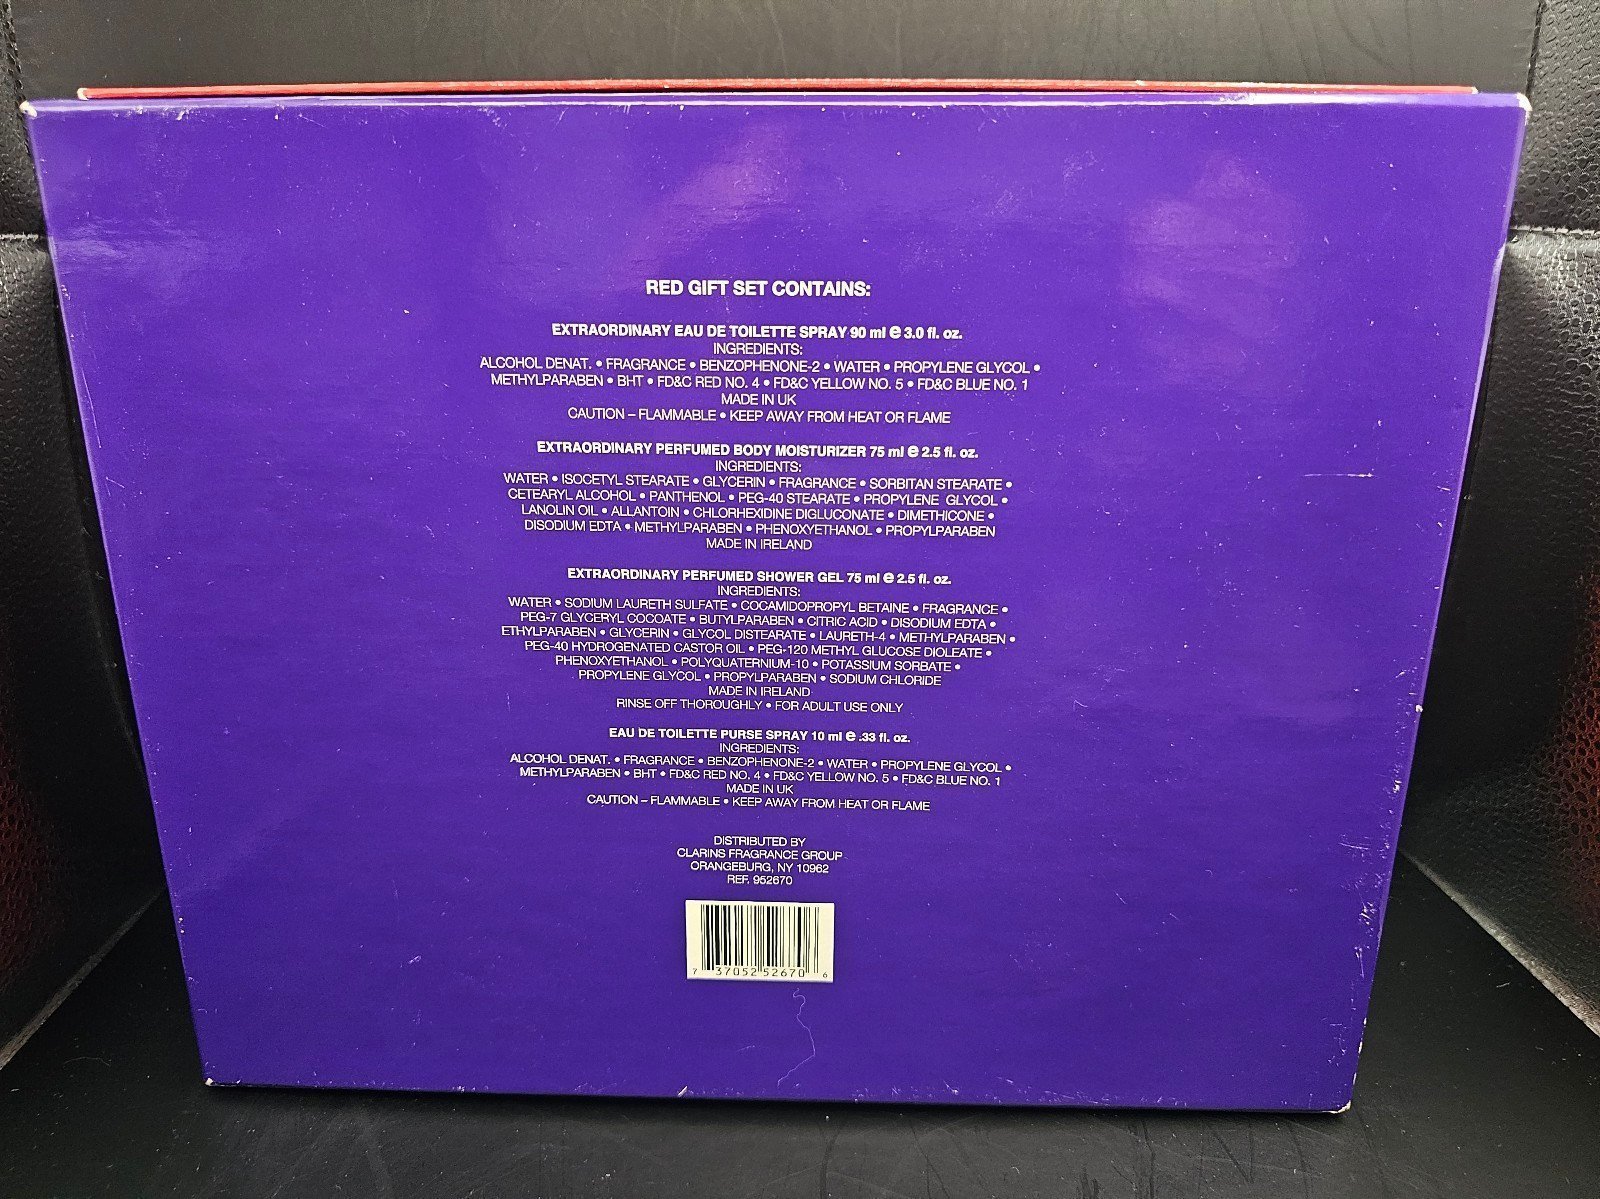 RED GIFT SET CONTAINS:
EXTRAORDINARY EAU DE TOILETTE SPRAY 90 ml e 3.0 fl. oz.
INGREDIENTS:
ALCOHOL DENAT. • FRAGRANCE • BENZOPHENONE-2 • WATER • PROPYLENE GLYCOL •
METHYLPARABEN • BHT • FD&C RED NO. 4 • FD&C YELLOW NO. 5 • FD&C BLUE NO. 1
MADE IN UK
CAUTION – FLAMMABLE • KEEP AWAY FROM HEAT OR FLAME
EXTRAORDINARY PERFUMED BODY MOISTURIZER 75 ml e 2.5 fl. oz.
INGREDIENTS:
WATER • ISOCETYL STEARATE • GLYCERIN • FRAGRANCE • SORBITAN STEARATE •
CETEARYL ALCOHOL • PANTHENOL • PEG-40 STEARATE • PROPYLENE GLYCOL •
LANOLIN OIL • ALLANTOIN • CHLORHEXIDINE DIGLUCONATE • DIMETHICONE •
DISODIUM EDTA • METHYLPARABEN • PHENOXYETHANOL • PROPYLPARABEN
MADE IN IRELAND
EXTRAORDINARY PERFUMED SHOWER GEL 75 ml e 2.5 fl. oz.
INGREDIENTS:
WATER • SODIUM LAURETH SULFATE • COCAMIDOPROPYL BETAINE • FRAGRANCE •
PEG-7 GLYCERYL COCOATE • BUTYLPARABEN • CITRIC ACID • DISODIUM EDTA •
ETHYLPARABEN • GLYCERIN • GLYCOL DISTEARATE • LAURETH-4 • METHYLPARABEN •
PEG-40 HYDROGENATED CASTOR OIL • PEG-120 METHYL GLUCOSE DIOLEATE •
PHENOXYETHANOL • POLYQUATERNIUM-10 • POTASSIUM SORBATE •
PROPYLENE GLYCOL • PROPYLPARABEN • SODIUM CHLORIDE
MADE IN IRELAND
RINSE OFF THOROUGHLY • FOR ADULT USE ONLY
EAU DE TOILETTE PURSE SPRAY 10 ml e .33 fl. oz.
INGREDIENTS:
ALCOHOL DENAT. • FRAGRANCE • BENZOPHENONE-2 • WATER • PROPYLENE GLYCOL •
METHYLPARABEN • BHT • FD&C RED NO. 4 • FD&C YELLOW NO. 5 • FD&C BLUE NO. 1
MADE IN UK
CAUTION – FLAMMABLE • KEEP AWAY FROM HEAT OR FLAME
DISTRIBUTED BY
CLARINS FRAGRANCE GROUP
ORANGEBURG, NY 10962
REF. 952670
7 37052 52670 6